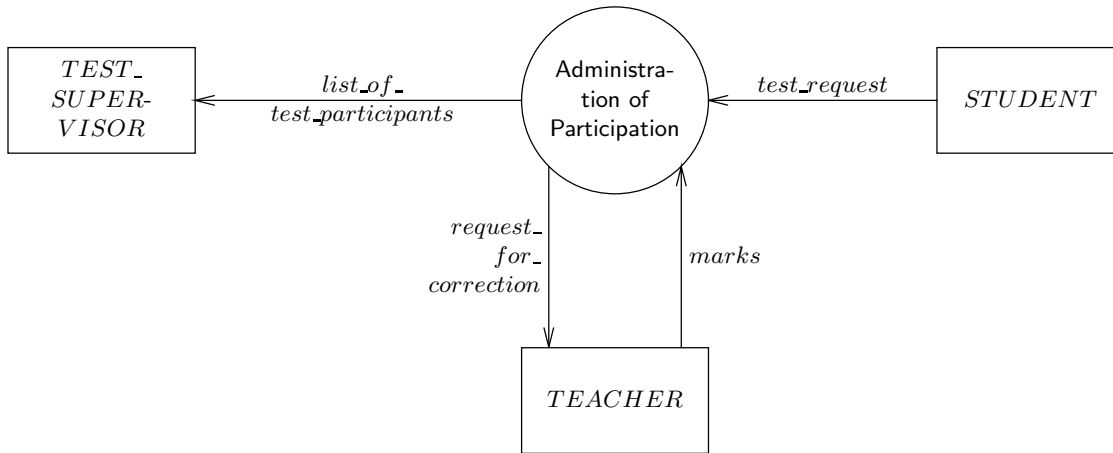 TEST_
SUPER-
VISOR
list_of_
test_participants
Administra-
tion of
Participation
test_request
STUDENT
request_
for_
correction
marks
TEACHER